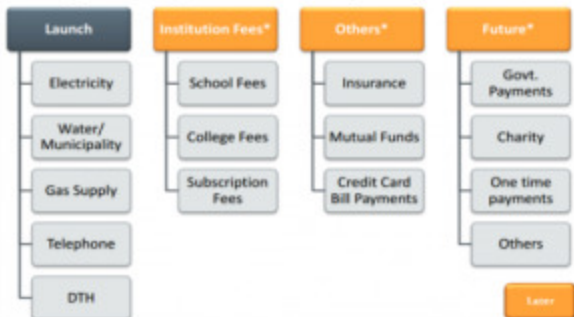 Launch
Electricity
Water/
Municipality
Gas Supply
Telephone
DTH
Institution Fees*
School Fees
College Fees
Subscription
Fees
Others*
Insurance
Mutual Funds
Credit Card
Bill Payments
Future*
Govt.
Payments
Charity
One time
payments
Others
Later